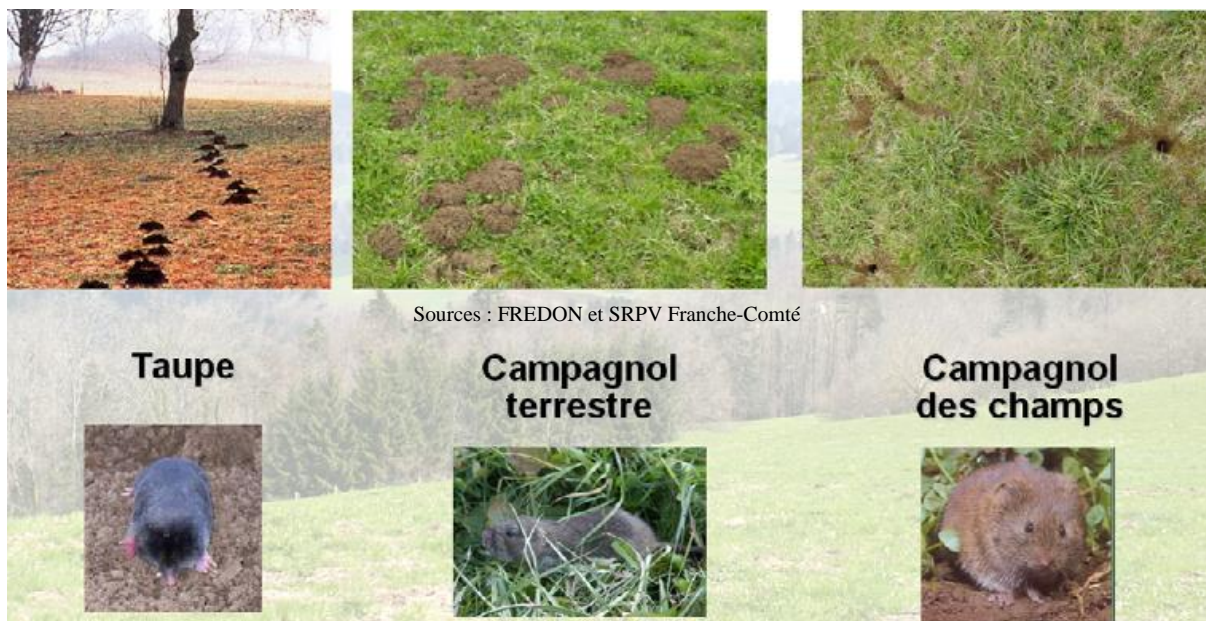 Sources : FREDON et SRPV Franche-Comté
Taupe
Campagnol
terrestre
Campagnol
des champs